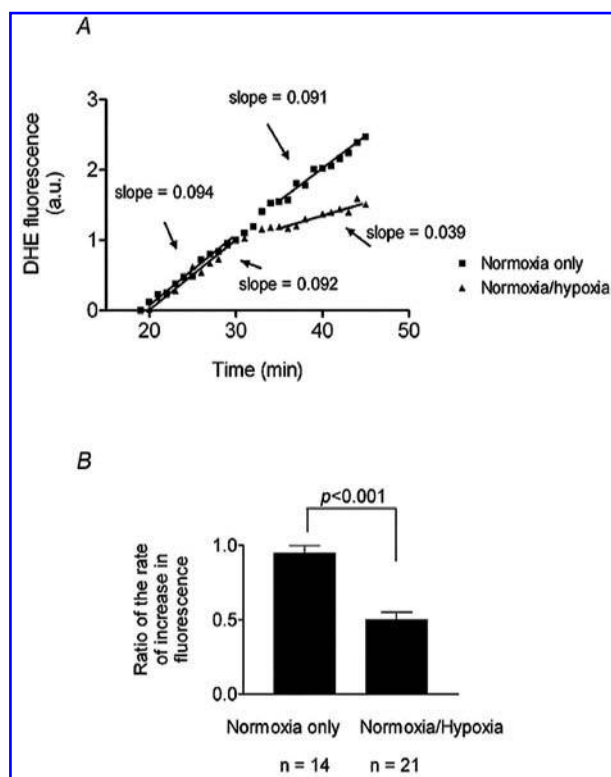 A
DHE fluorescence
(a.u.)
3
2
1
0
slope = 0.091
slope = 0.094
slope = 0.039
slope = 0.092
20
30
40
50
Time (min)
Normoxia only
Normoxia/hypoxia
B
Ratio of the rate
of increase in
fluorescence
p<0.001
1.0
0.5
0.0
Normoxia only
Normoxia/Hypoxia
n = 14
n = 21